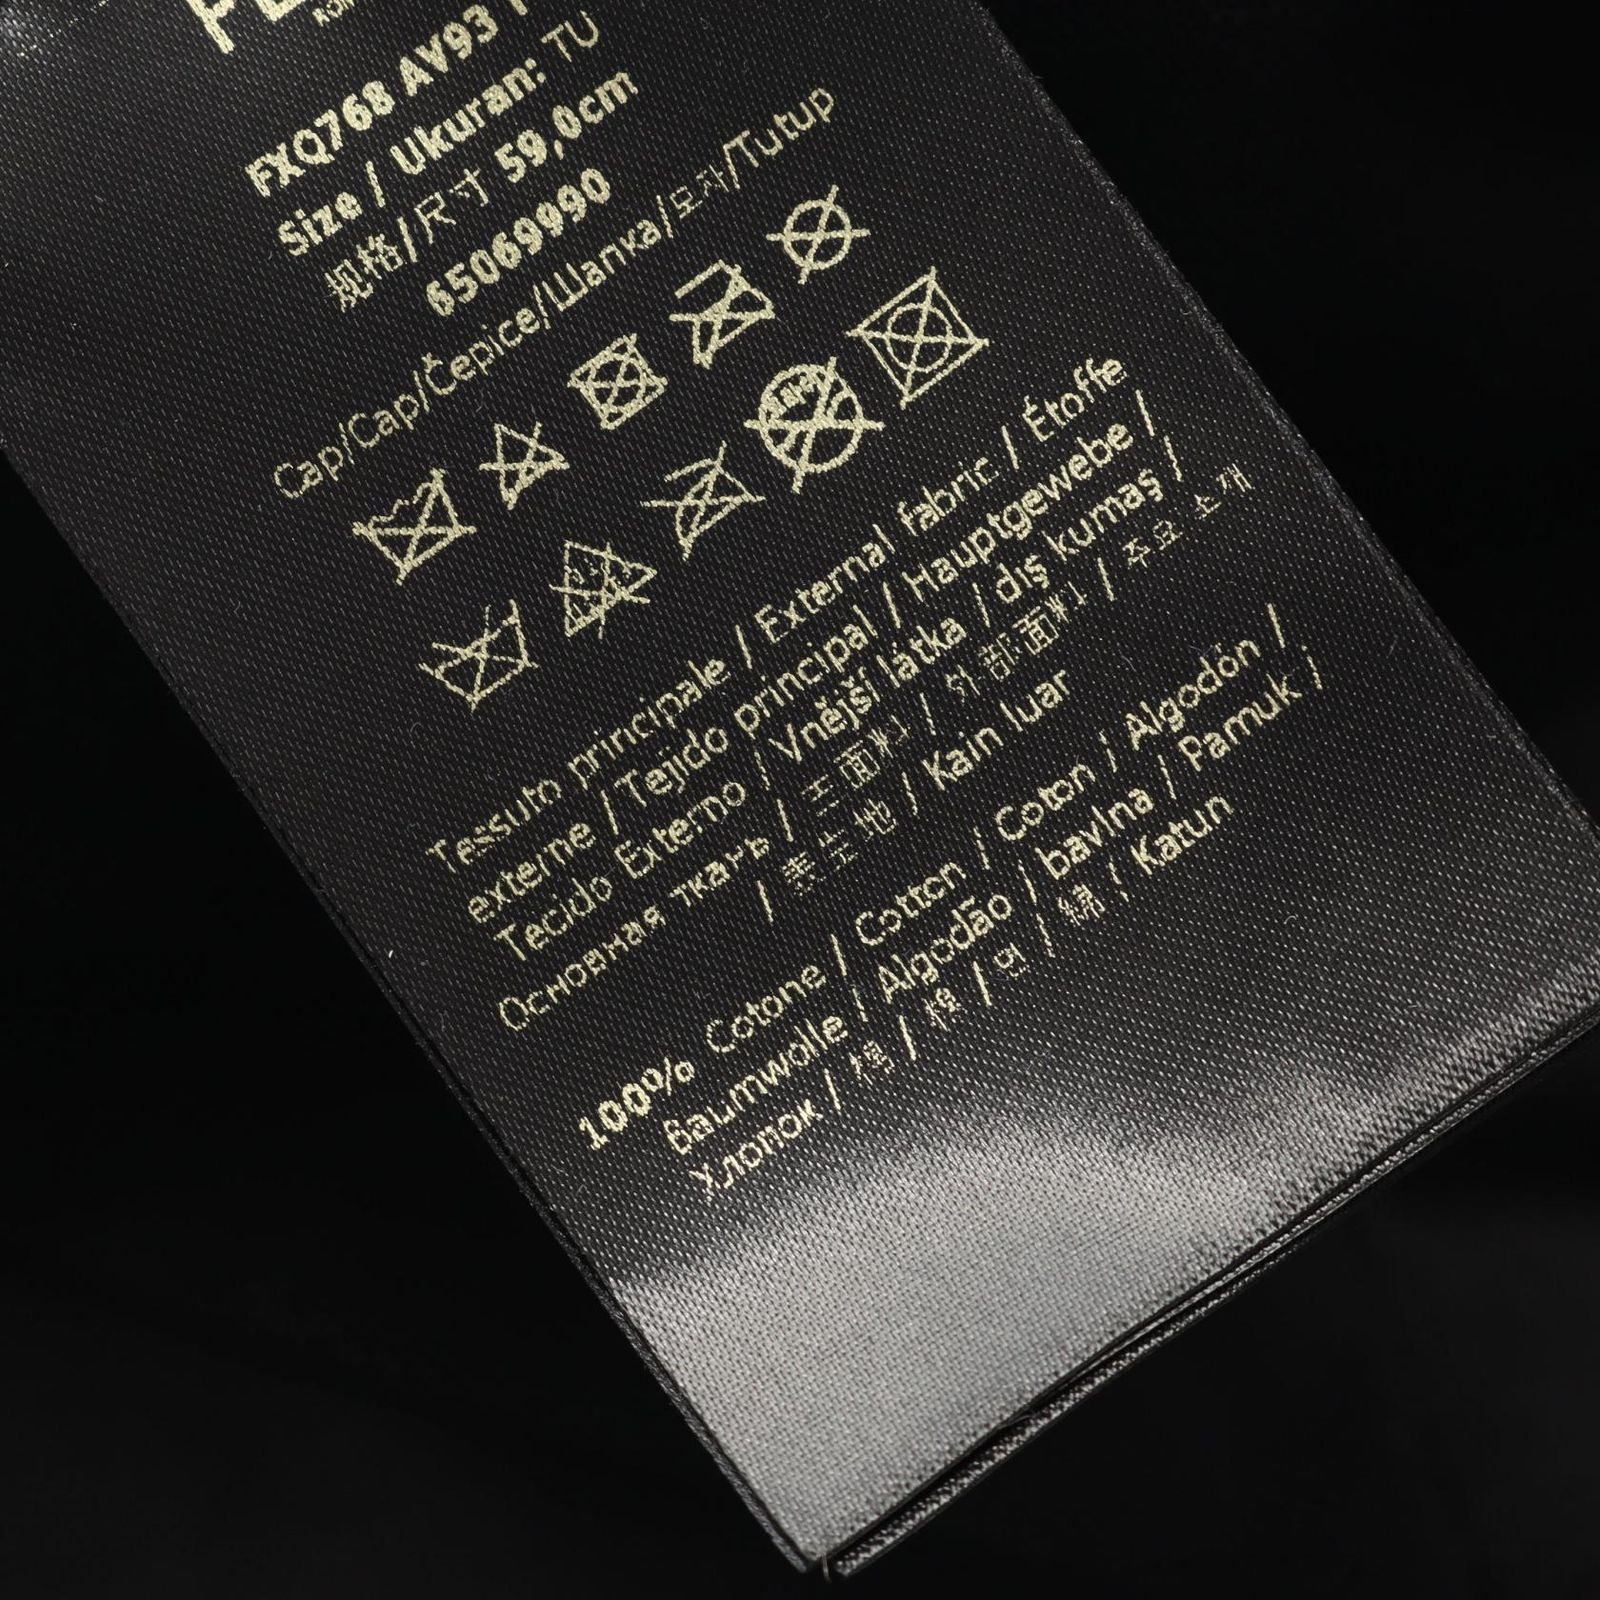 FXQ768 AV93
Size / Ukuran: TU
规格/尺寸 59,0cm
65069990
Cap/Cap/Čepice/Шапка/모자/Tutup
Tessuto principale / External fabric / Étoffe
externe / Tejido principal / Hauptgewebe /
Tecido Externo / Vnější látka / dış kumaş /
Основная ткань / 主面料 / 外部面料 / 주요 소재
/ 表生地 / Kain luar
100% Cotone / Cotton / Coton / Algodón /
Baumwolle / Algodão / bavlna / Pamuk /
Хлопок / 棉 / 棉 / 면 / 綿 / Katun